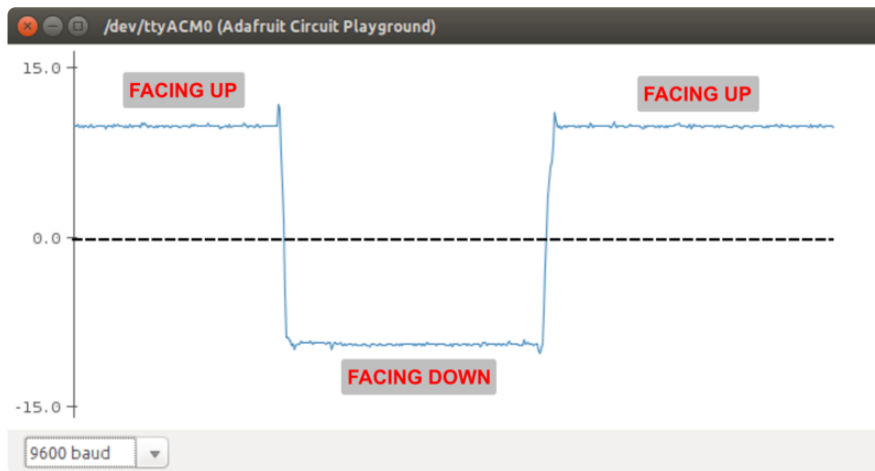 /dev/ttyACM0 (Adafruit Circuit Playground)
15.0
FACING UP
FACING UP
0.0
FACING DOWN
-15.0
9600 baud